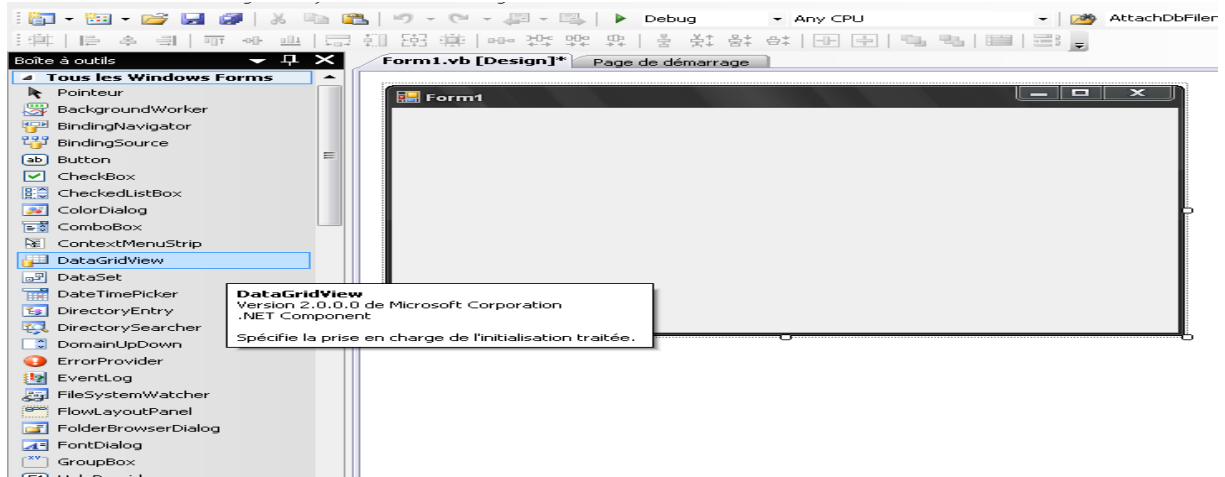 Debug Any CPU AttachDbFilen
Boîte à outils
Form1.vb [Design]* Page de démarrage
Tous les Windows Forms
Pointeur
BackgroundWorker
BindingNavigator
BindingSource
ab Button
CheckBox
CheckedListBox
ColorDialog
ComboBox
ContextMenuStrip
DataGridView
DataSet
DateTimePicker
DirectoryEntry
DirectorySearcher
DomainUpDown
ErrorProvider
EventLog
FileSystemWatcher
FlowLayoutPanel
FolderBrowserDialog
FontDialog
GroupBox
Form1
DataGridView
Version 2.0.0.0 de Microsoft Corporation
.NET Component
Spécifie la prise en charge de l'initialisation traitée.